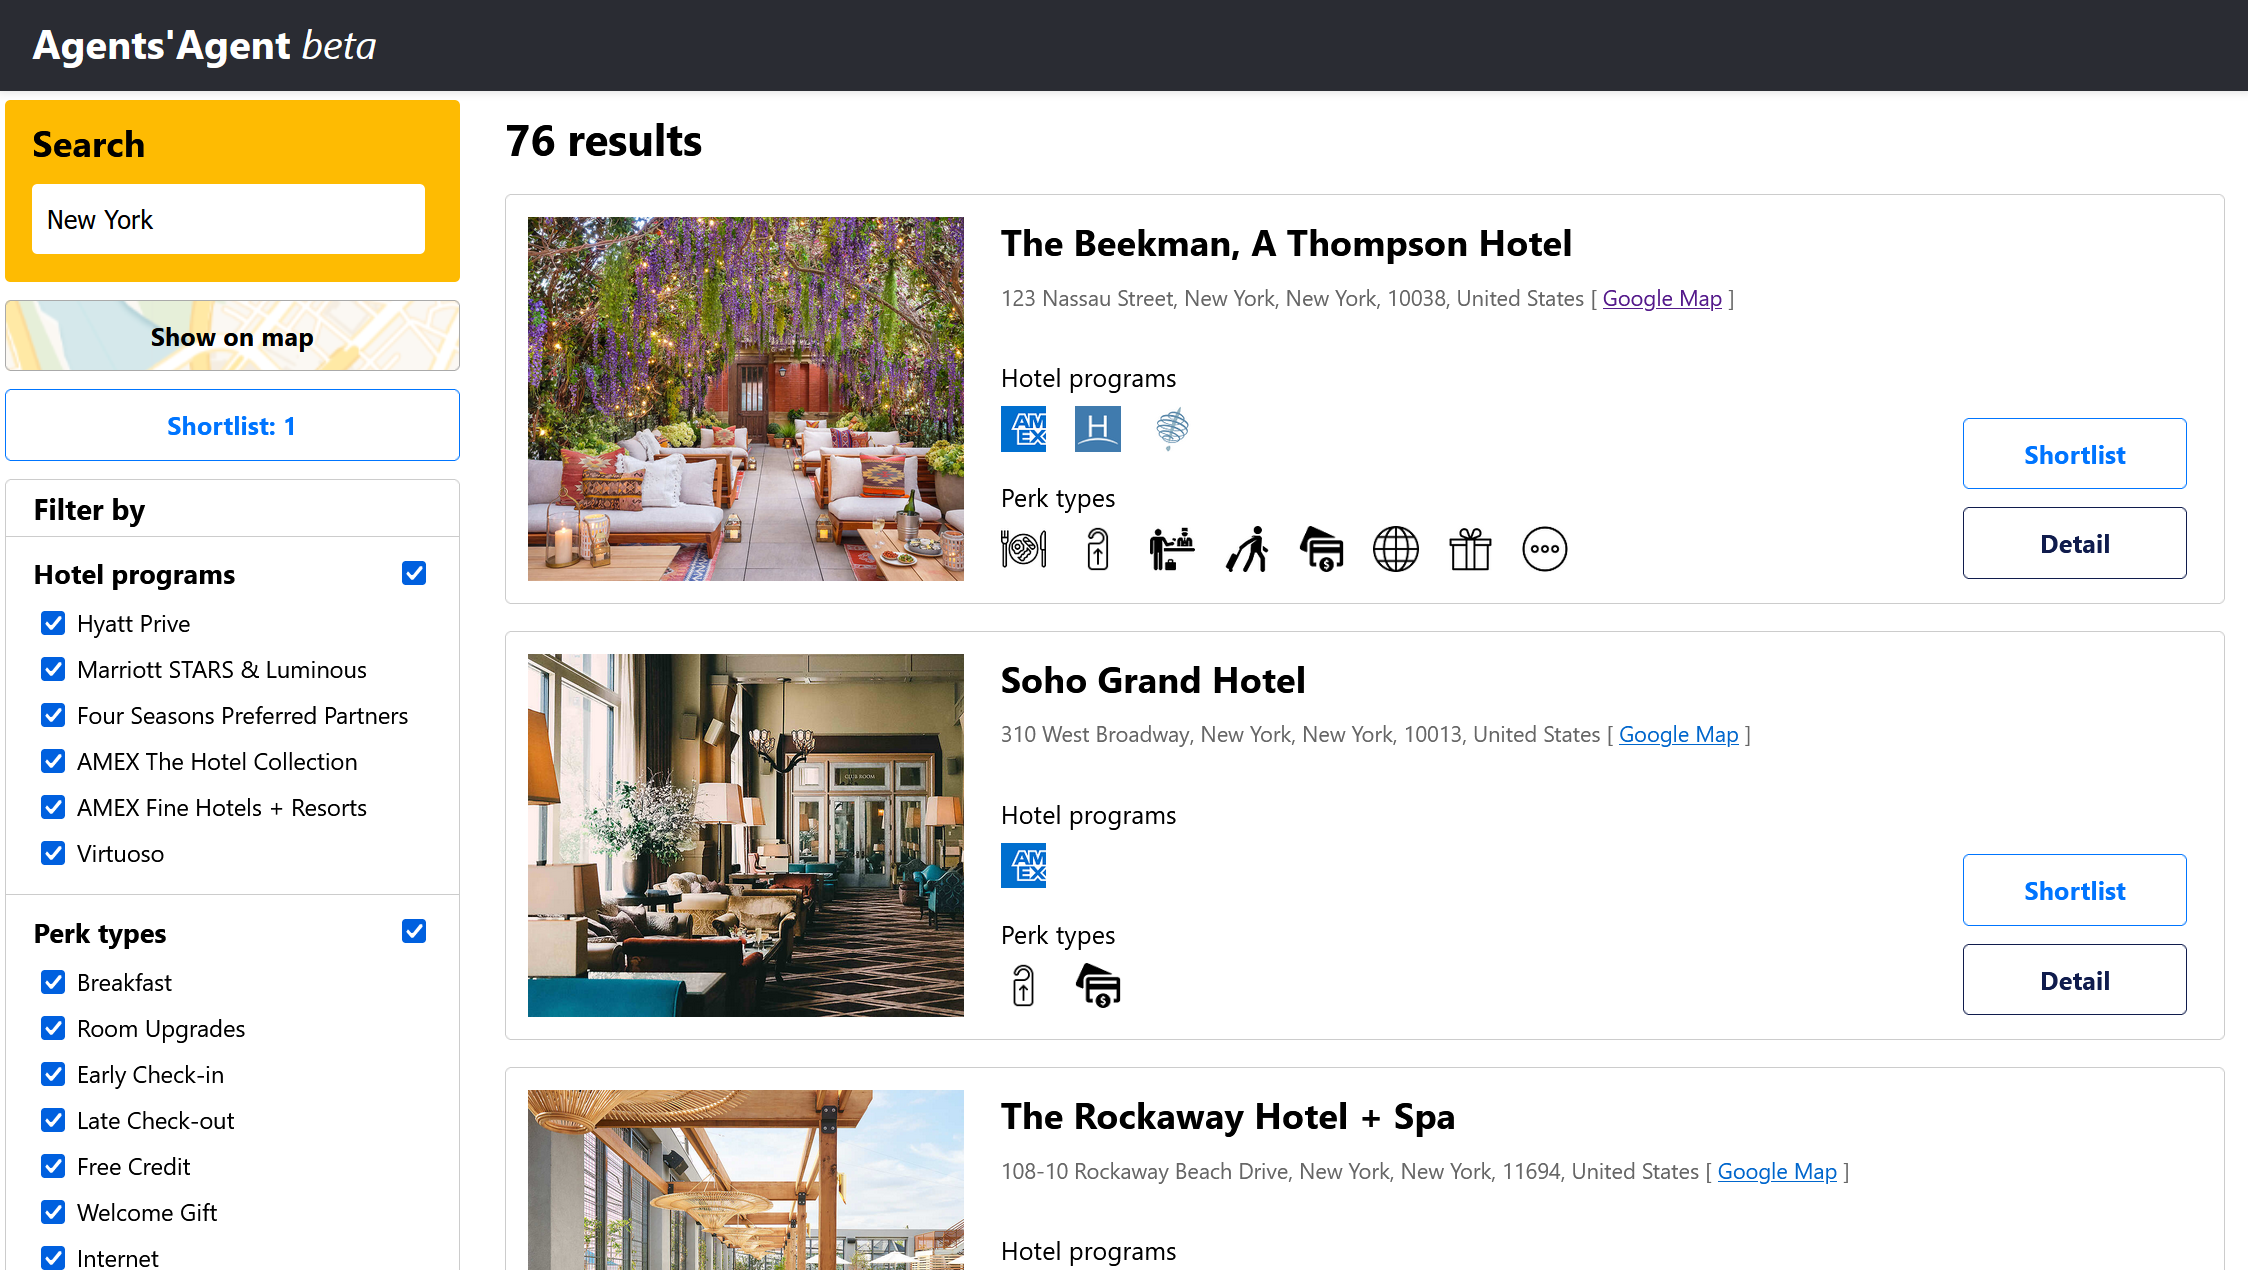 Agents'Agent beta
Search
New York
Show on map
Shortlist: 1
Filter by
Hotel programs
Hyatt Prive
Marriott STARS & Luminous
Four Seasons Preferred Partners
AMEX The Hotel Collection
AMEX Fine Hotels + Resorts
Virtuoso
Perk types
Breakfast
Room Upgrades
Early Check-in
Late Check-out
Free Credit
Welcome Gift
Internet
76 results
The Beekman, A Thompson Hotel
123 Nassau Street, New York, New York, 10038, United States [ Google Map ]
Hotel programs
AM
EX
H
Perk types
Shortlist
Detail
Soho Grand Hotel
310 West Broadway, New York, New York, 10013, United States [ Google Map ]
CLUB ROOM
Hotel programs
AM
EX
Perk types
Shortlist
Detail
The Rockaway Hotel + Spa
108-10 Rockaway Beach Drive, New York, New York, 11694, United States [ Google Map ]
Hotel programs